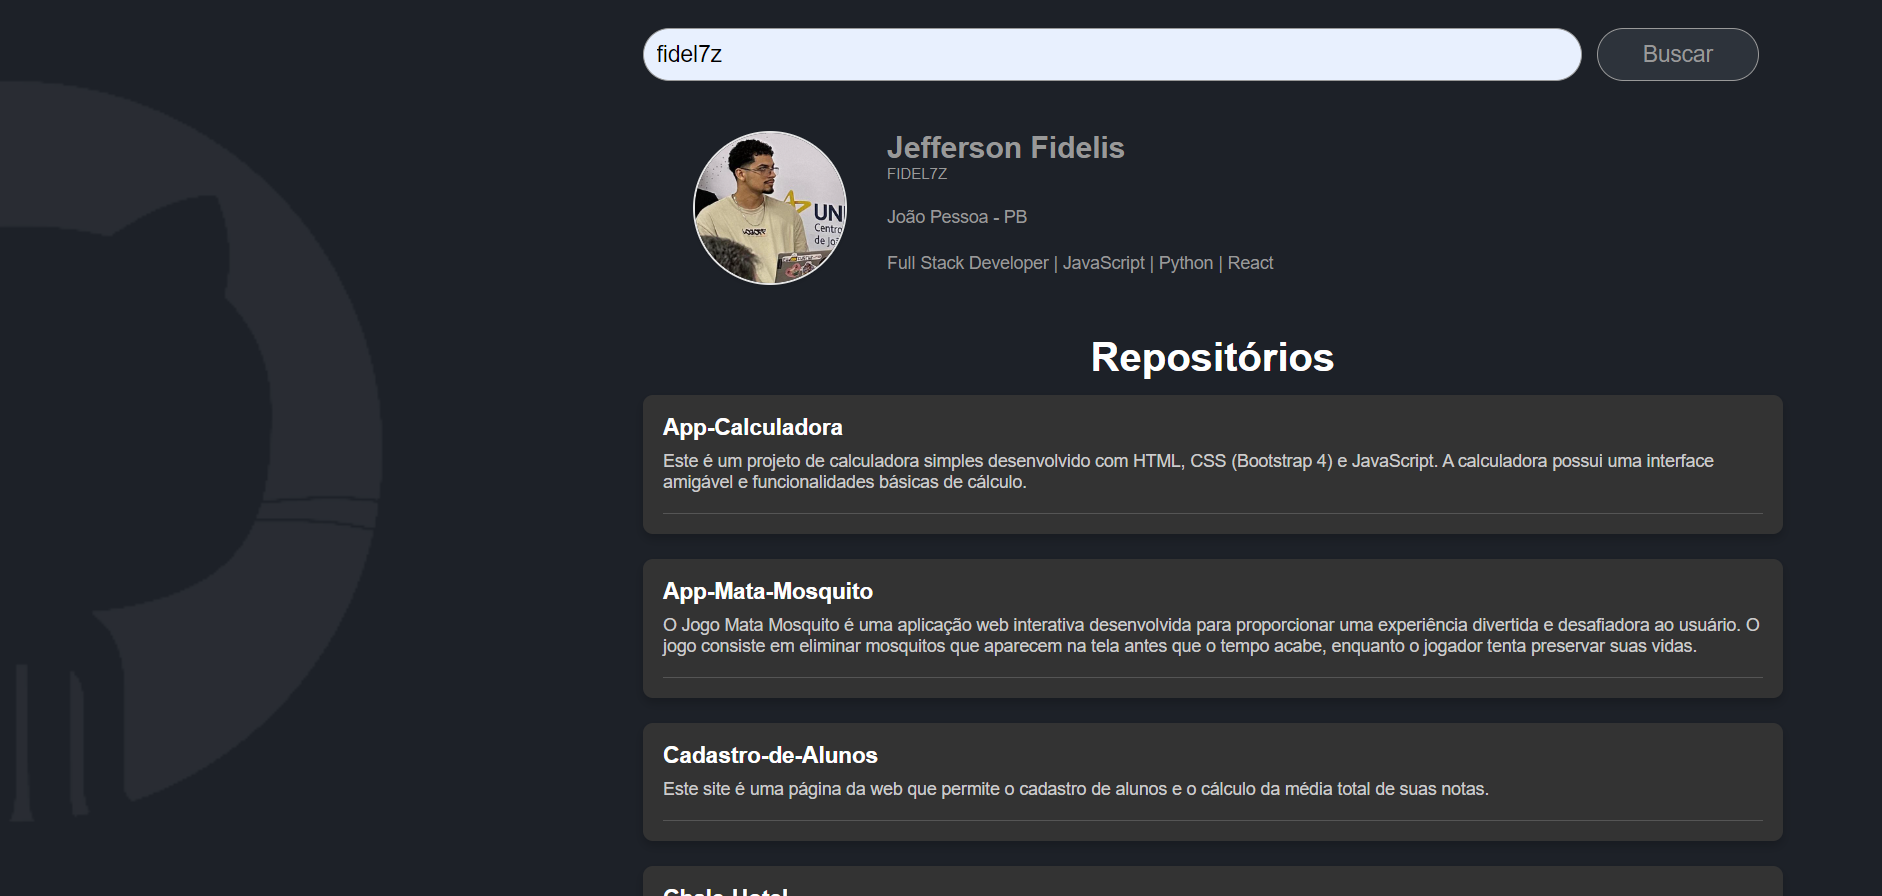 fidel7z
Buscar
Jefferson Fidelis
FIDEL7Z
UNI
Centro
de Joã
João Pessoa - PB
Full Stack Developer | JavaScript | Python | React
Repositórios
App-Calculadora
Este é um projeto de calculadora simples desenvolvido com HTML, CSS (Bootstrap 4) e JavaScript. A calculadora possui uma interface
amigável e funcionalidades básicas de cálculo.
App-Mata-Mosquito
O Jogo Mata Mosquito é uma aplicação web interativa desenvolvida para proporcionar uma experiência divertida e desafiadora ao usuário. O
jogo consiste em eliminar mosquitos que aparecem na tela antes que o tempo acabe, enquanto o jogador tenta preservar suas vidas.
Cadastro-de-Alunos
Este site é uma página da web que permite o cadastro de alunos e o cálculo da média total de suas notas.